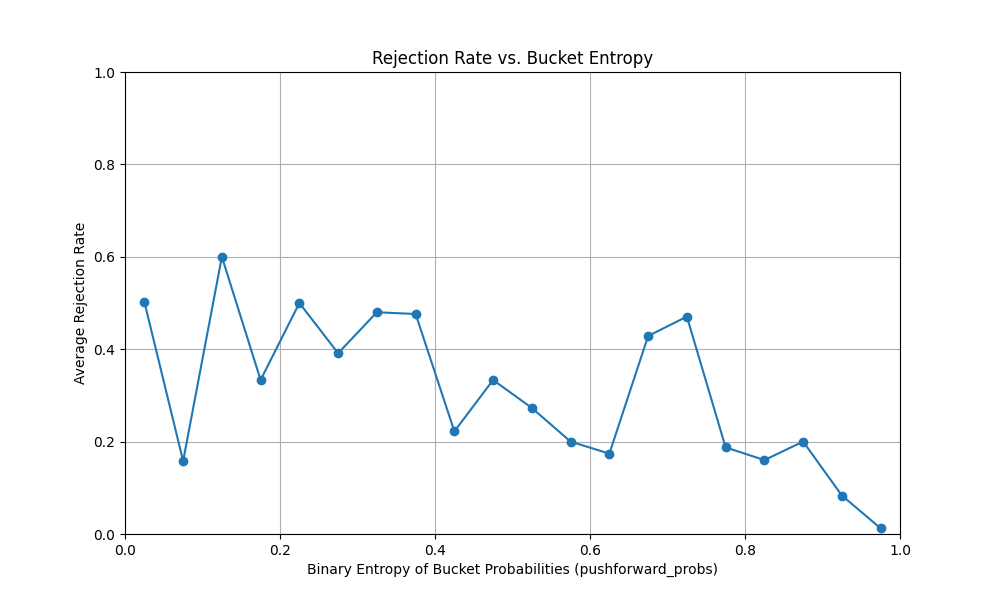 Rejection Rate vs. Bucket Entropy
1.0
0.8
0.6
0.4
0.2
0.0
Average Rejection Rate
0.0 0.2 0.4 0.6 0.8 1.0
Binary Entropy of Bucket Probabilities (pushforward_probs)